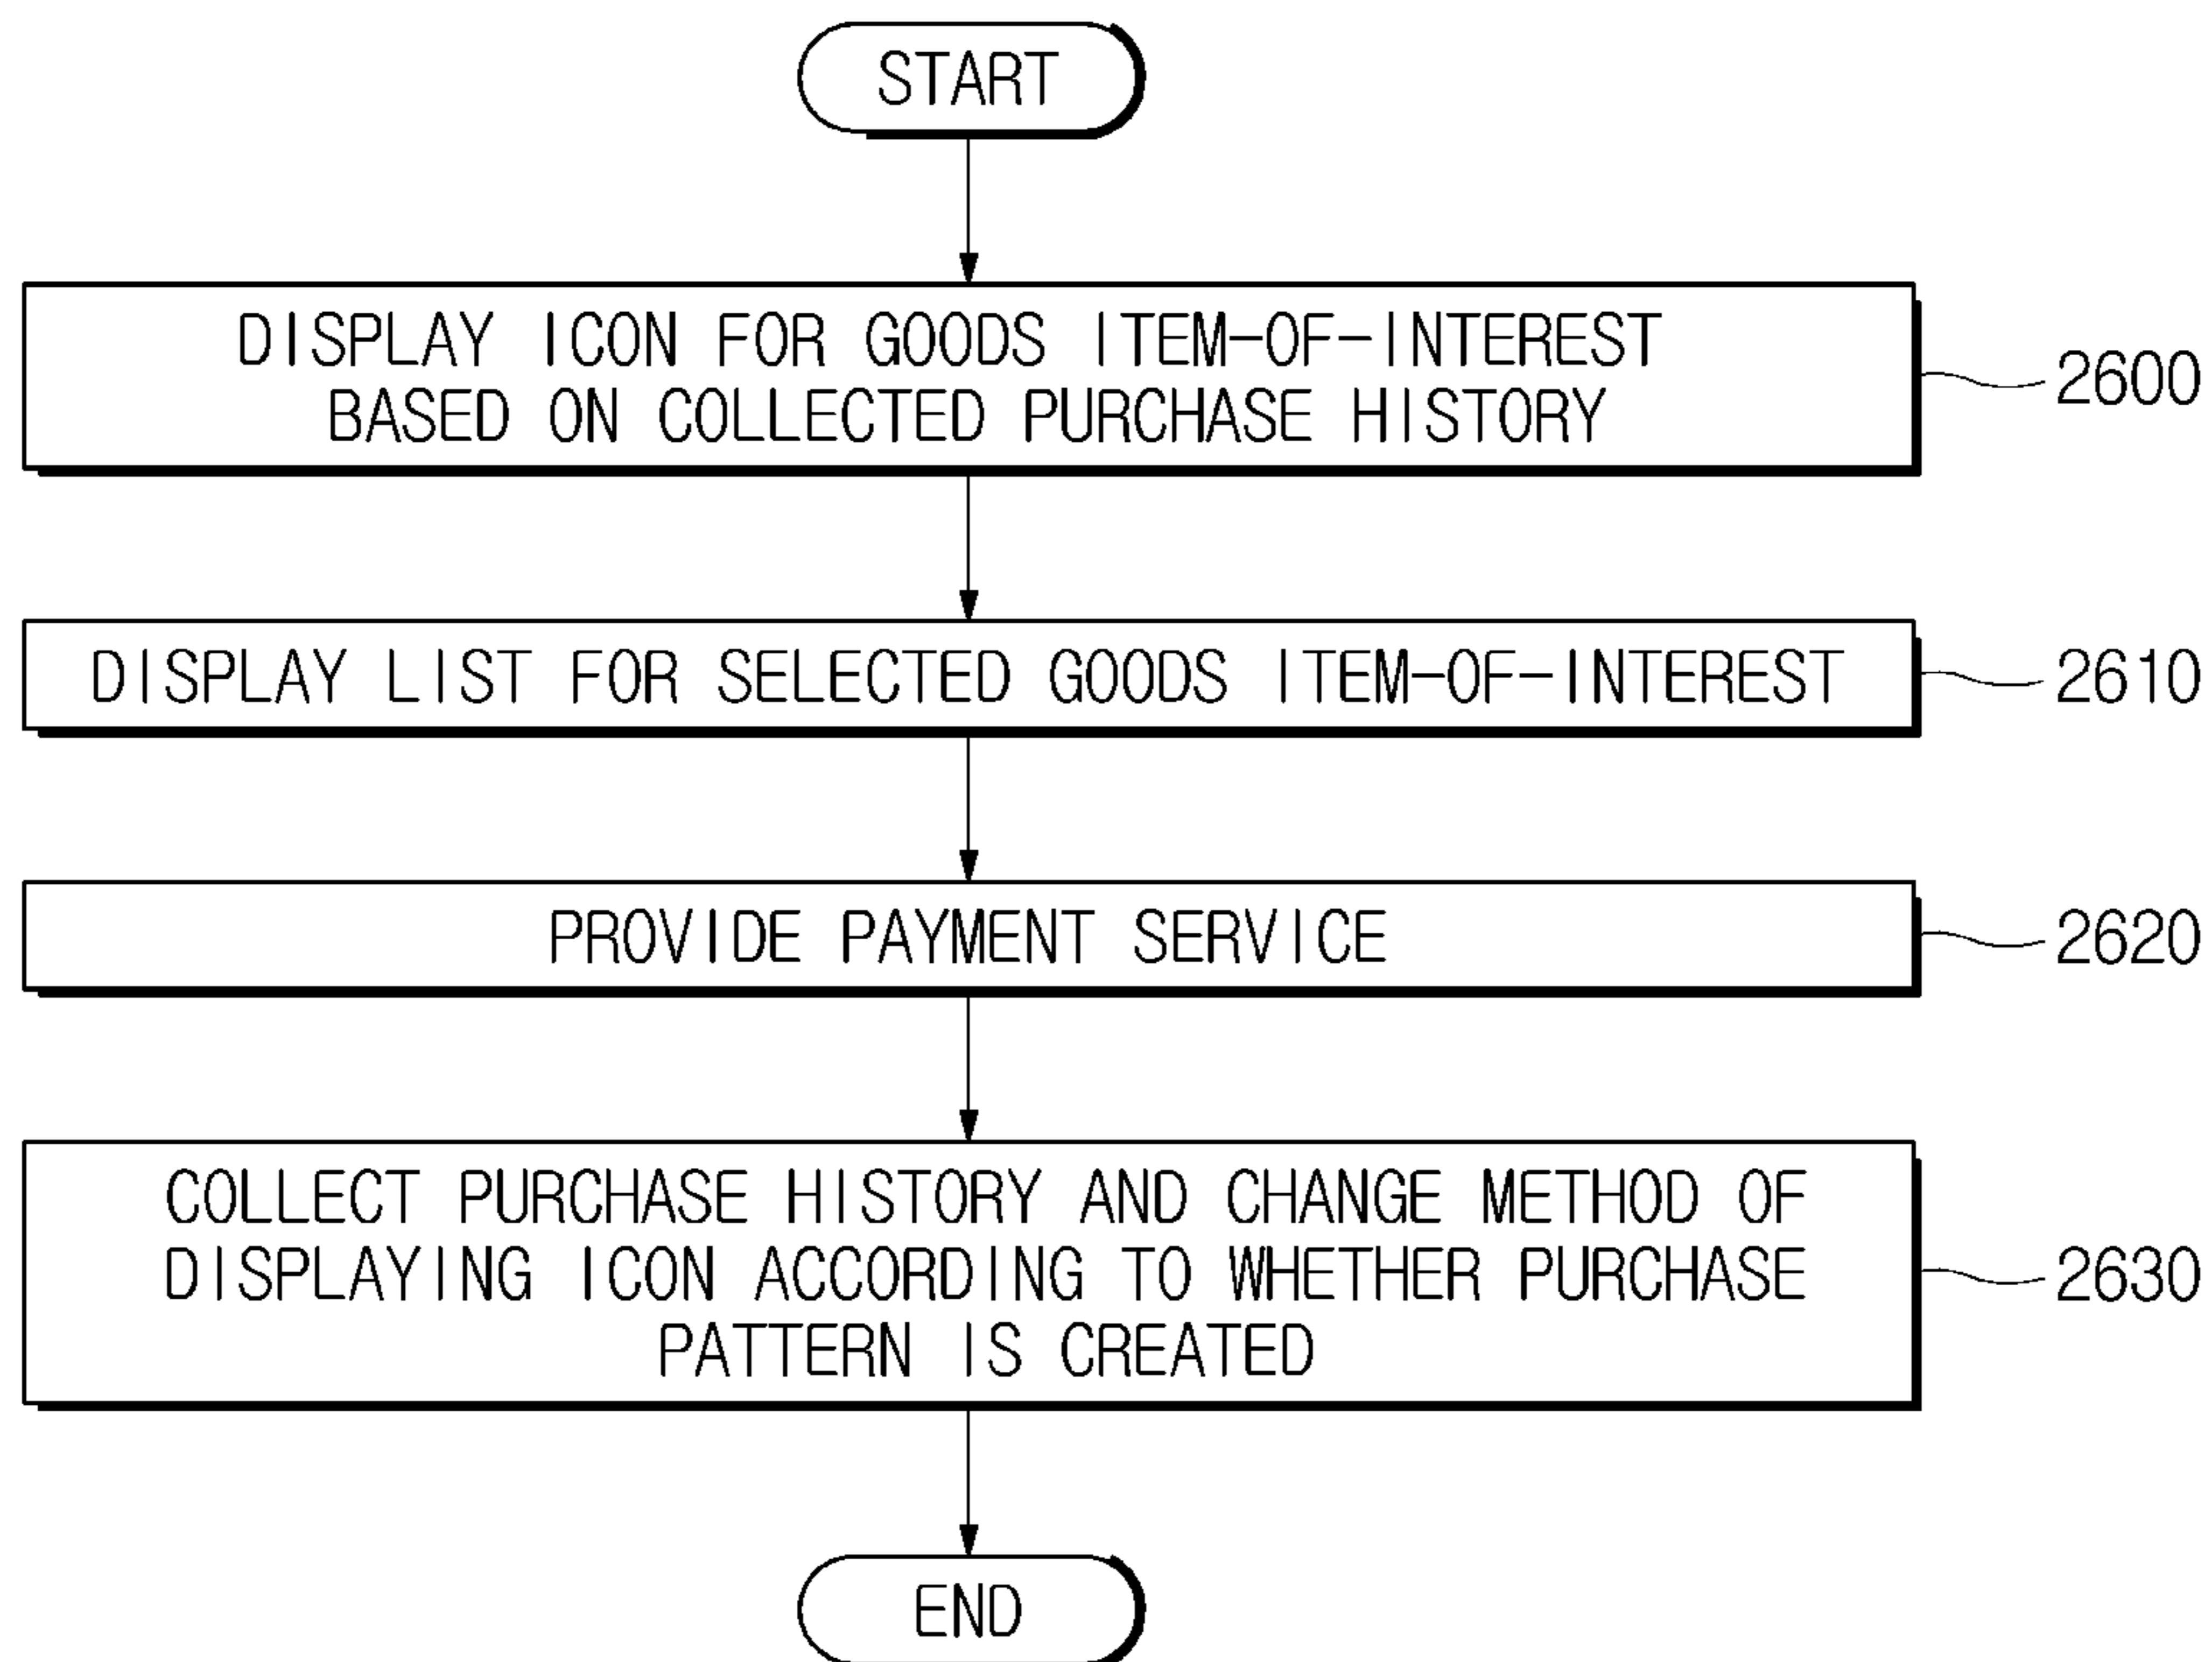 START
DISPLAY ICON FOR GOODS ITEM-OF-INTEREST
BASED ON COLLECTED PURCHASE HISTORY
2600
DISPLAY LIST FOR SELECTED GOODS ITEM-OF-INTEREST
2610
PROVIDE PAYMENT SERVICE
2620
COLLECT PURCHASE HISTORY AND CHANGE METHOD OF
DISPLAYING ICON ACCORDING TO WHETHER PURCHASE
PATTERN IS CREATED
2630
END